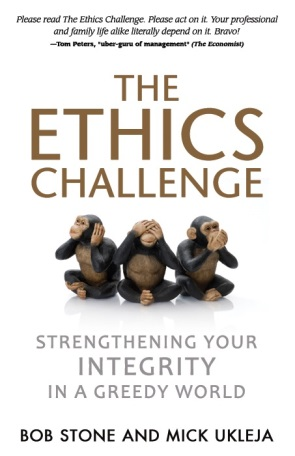 Please read The Ethics Challenge. Please act on it. Your professional
and family life alike literally depend on it. Bravo!
—Tom Peters, "uber-guru of management" (The Economist)
THE
ETHICS
CHALLENGE
STRENGTHENING YOUR
INTEGRITY
IN A GREEDY WORLD
BOB STONE AND MICK UKLEJA